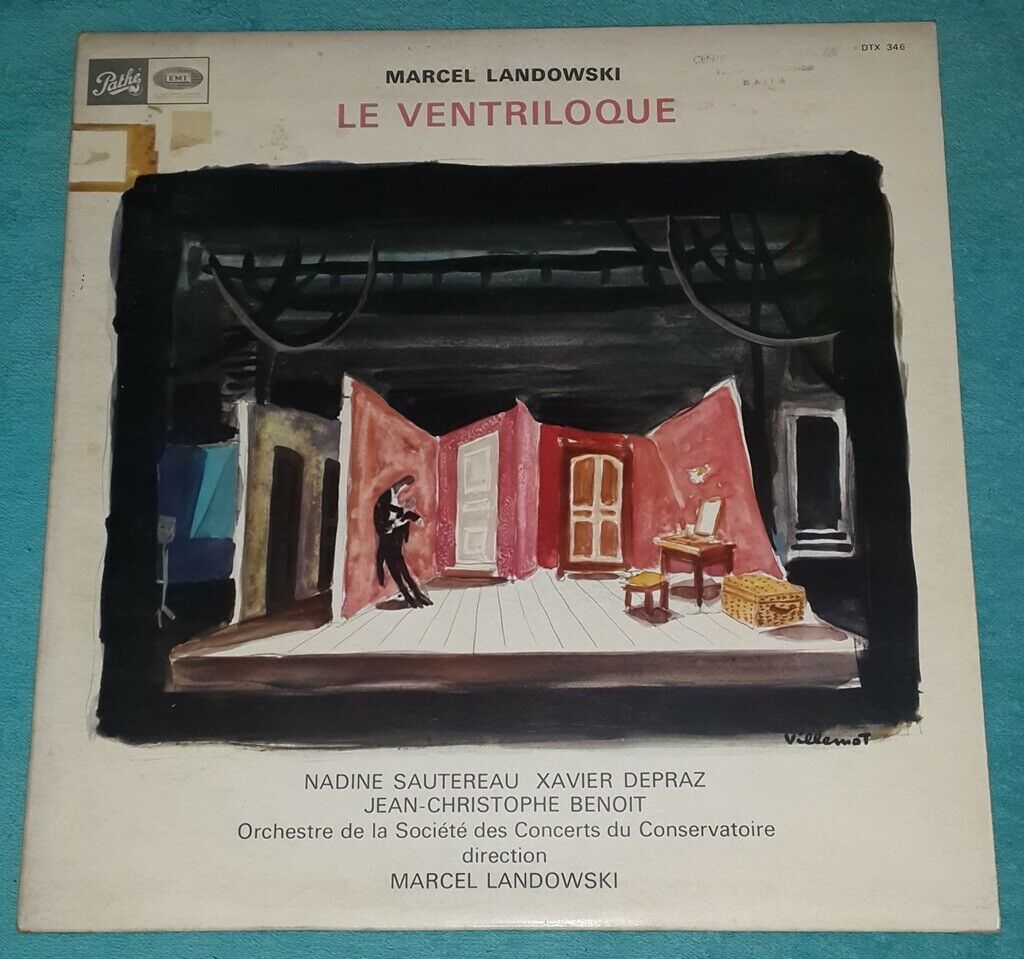 Pathé
EMI
DTX 346
MARCEL LANDOWSKI
LE VENTRILOQUE
HAIFA
Villemot
NADINE SAUTEREAU XAVIER DEPRAZ
JEAN-CHRISTOPHE BENOIT
Orchestre de la Société des Concerts du Conservatoire
direction
MARCEL LANDOWSKI